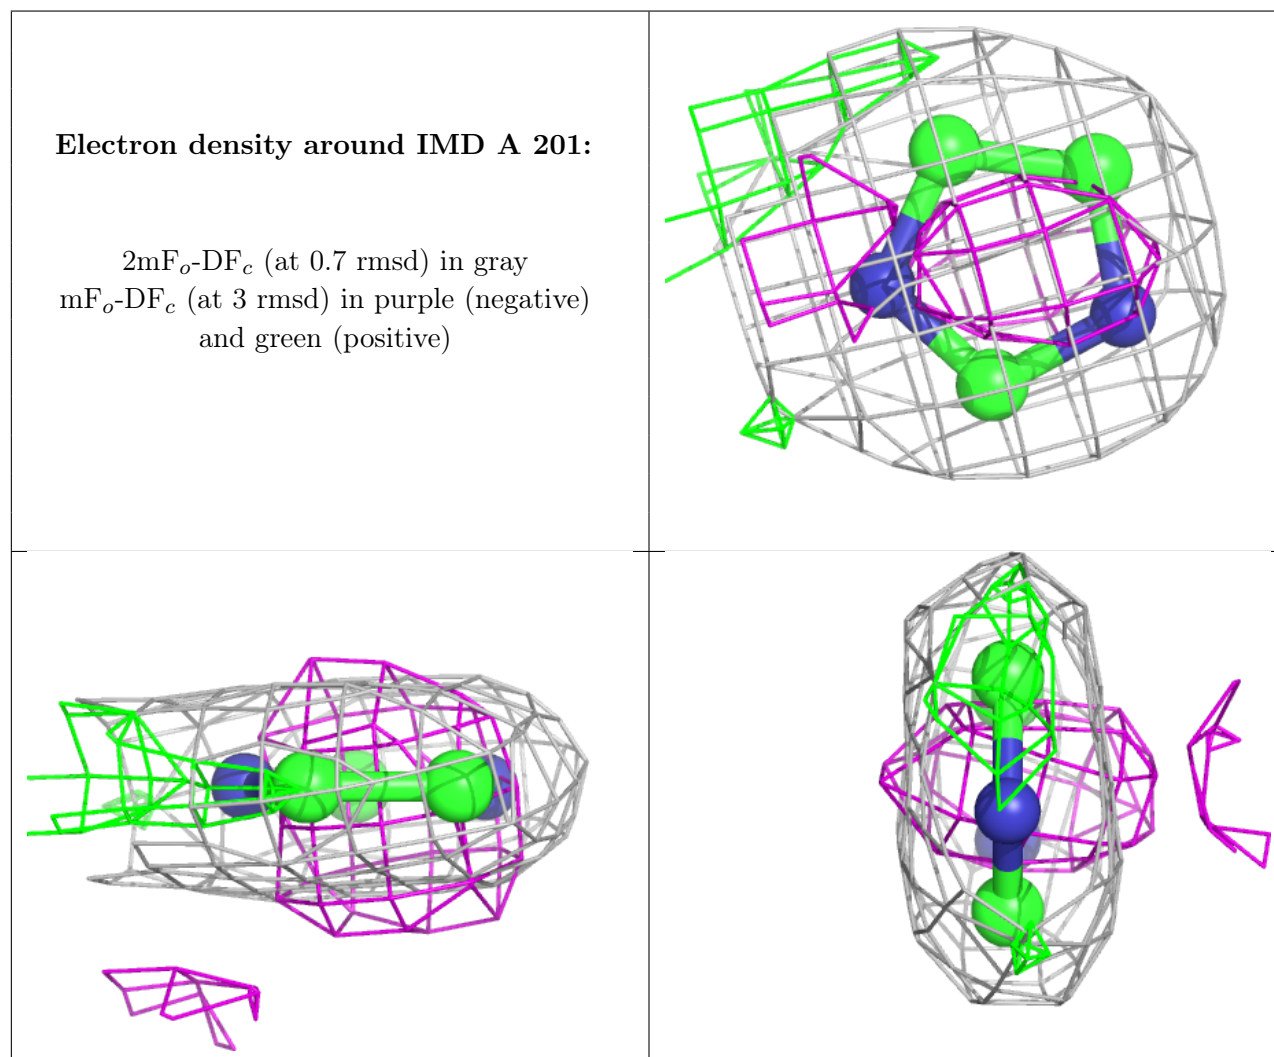 Electron density around IMD A 201:
2mFo-DFc (at 0.7 rmsd) in gray
mFo-DFc (at 3 rmsd) in purple (negative)
and green (positive)